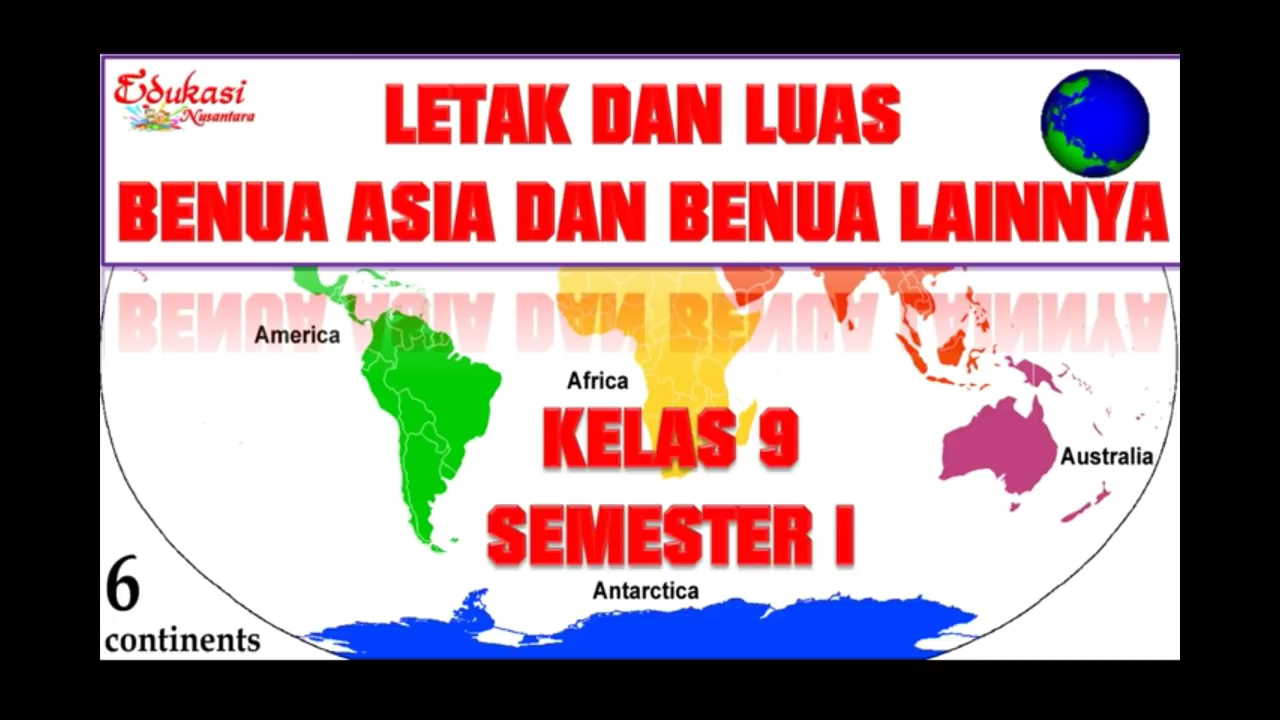 Edukasi
Nusantara
LETAK DAN LUAS
BENUA ASIA DAN BENUA LAINNYA
America
Africa
KELAS 9
Australia
SEMESTER I
Antarctica
6
continents